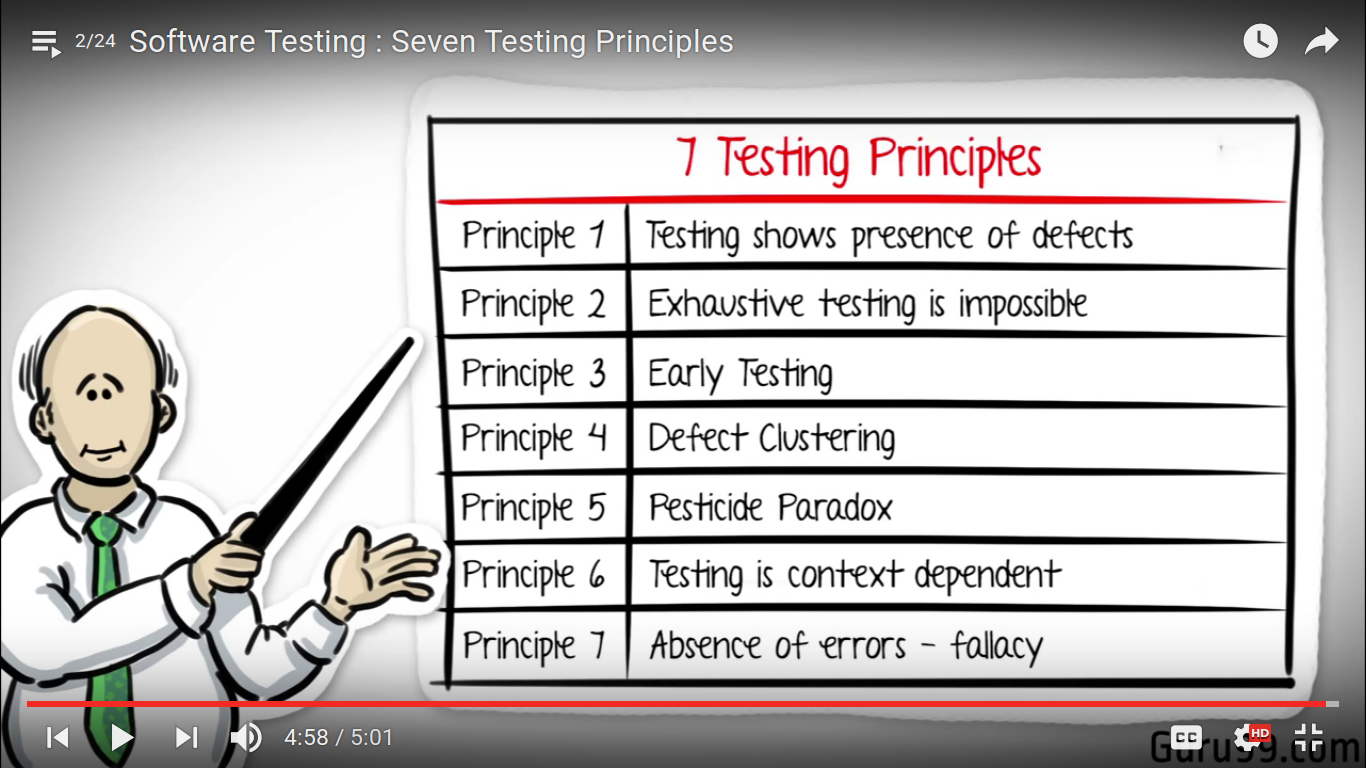 2/24 Software Testing : Seven Testing Principles
7 Testing Principles
Principle 1 Testing shows presence of defects
Principle 2 Exhaustive testing is impossible
Principle 3 Early Testing
Principle 4 Defect Clustering
Principle 5 Pesticide Paradox
Principle 6 Testing is context dependent
Principle 7 Absence of errors - fallacy
4:58 / 5:01
CC
HD
Guru99.com